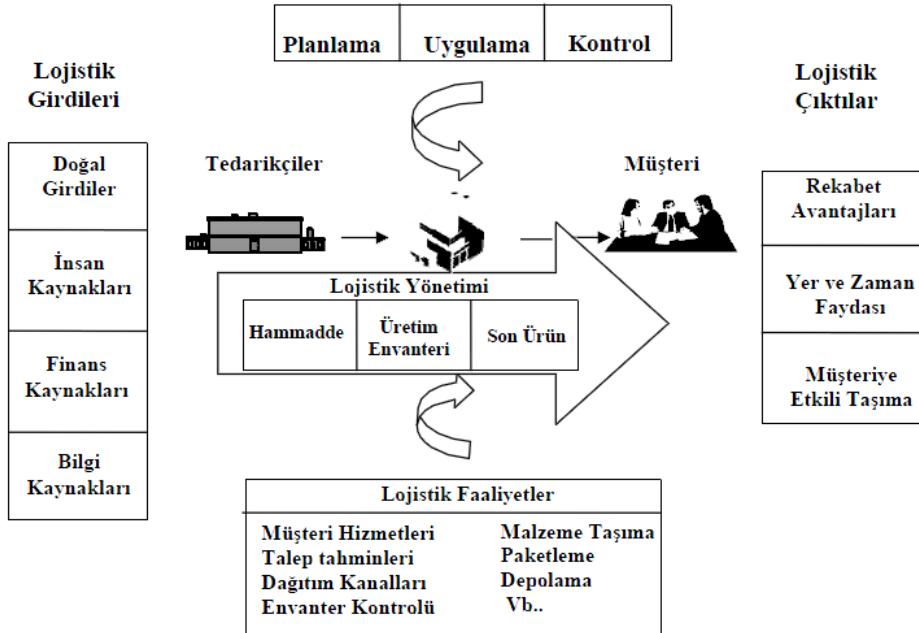 Planlama Uygulama Kontrol
Lojistik
Girdileri
Doğal
Girdiler
İnsan
Kaynakları
Finans
Kaynakları
Bilgi
Kaynakları
Tedarikçiler
Müşteri
Lojistik Yönetimi
Hammadde
Üretim
Envanteri
Son Ürün
Lojistik Faaliyetler
Müşteri Hizmetleri
Talep tahminleri
Dağıtım Kanalları
Envanter Kontrolü
Malzeme Taşıma
Paketleme
Depolama
Vb..
Lojistik
Çıktılar
Rekabet
Avantajları
Yer ve Zaman
Faydası
Müşteriye
Etkili Taşıma